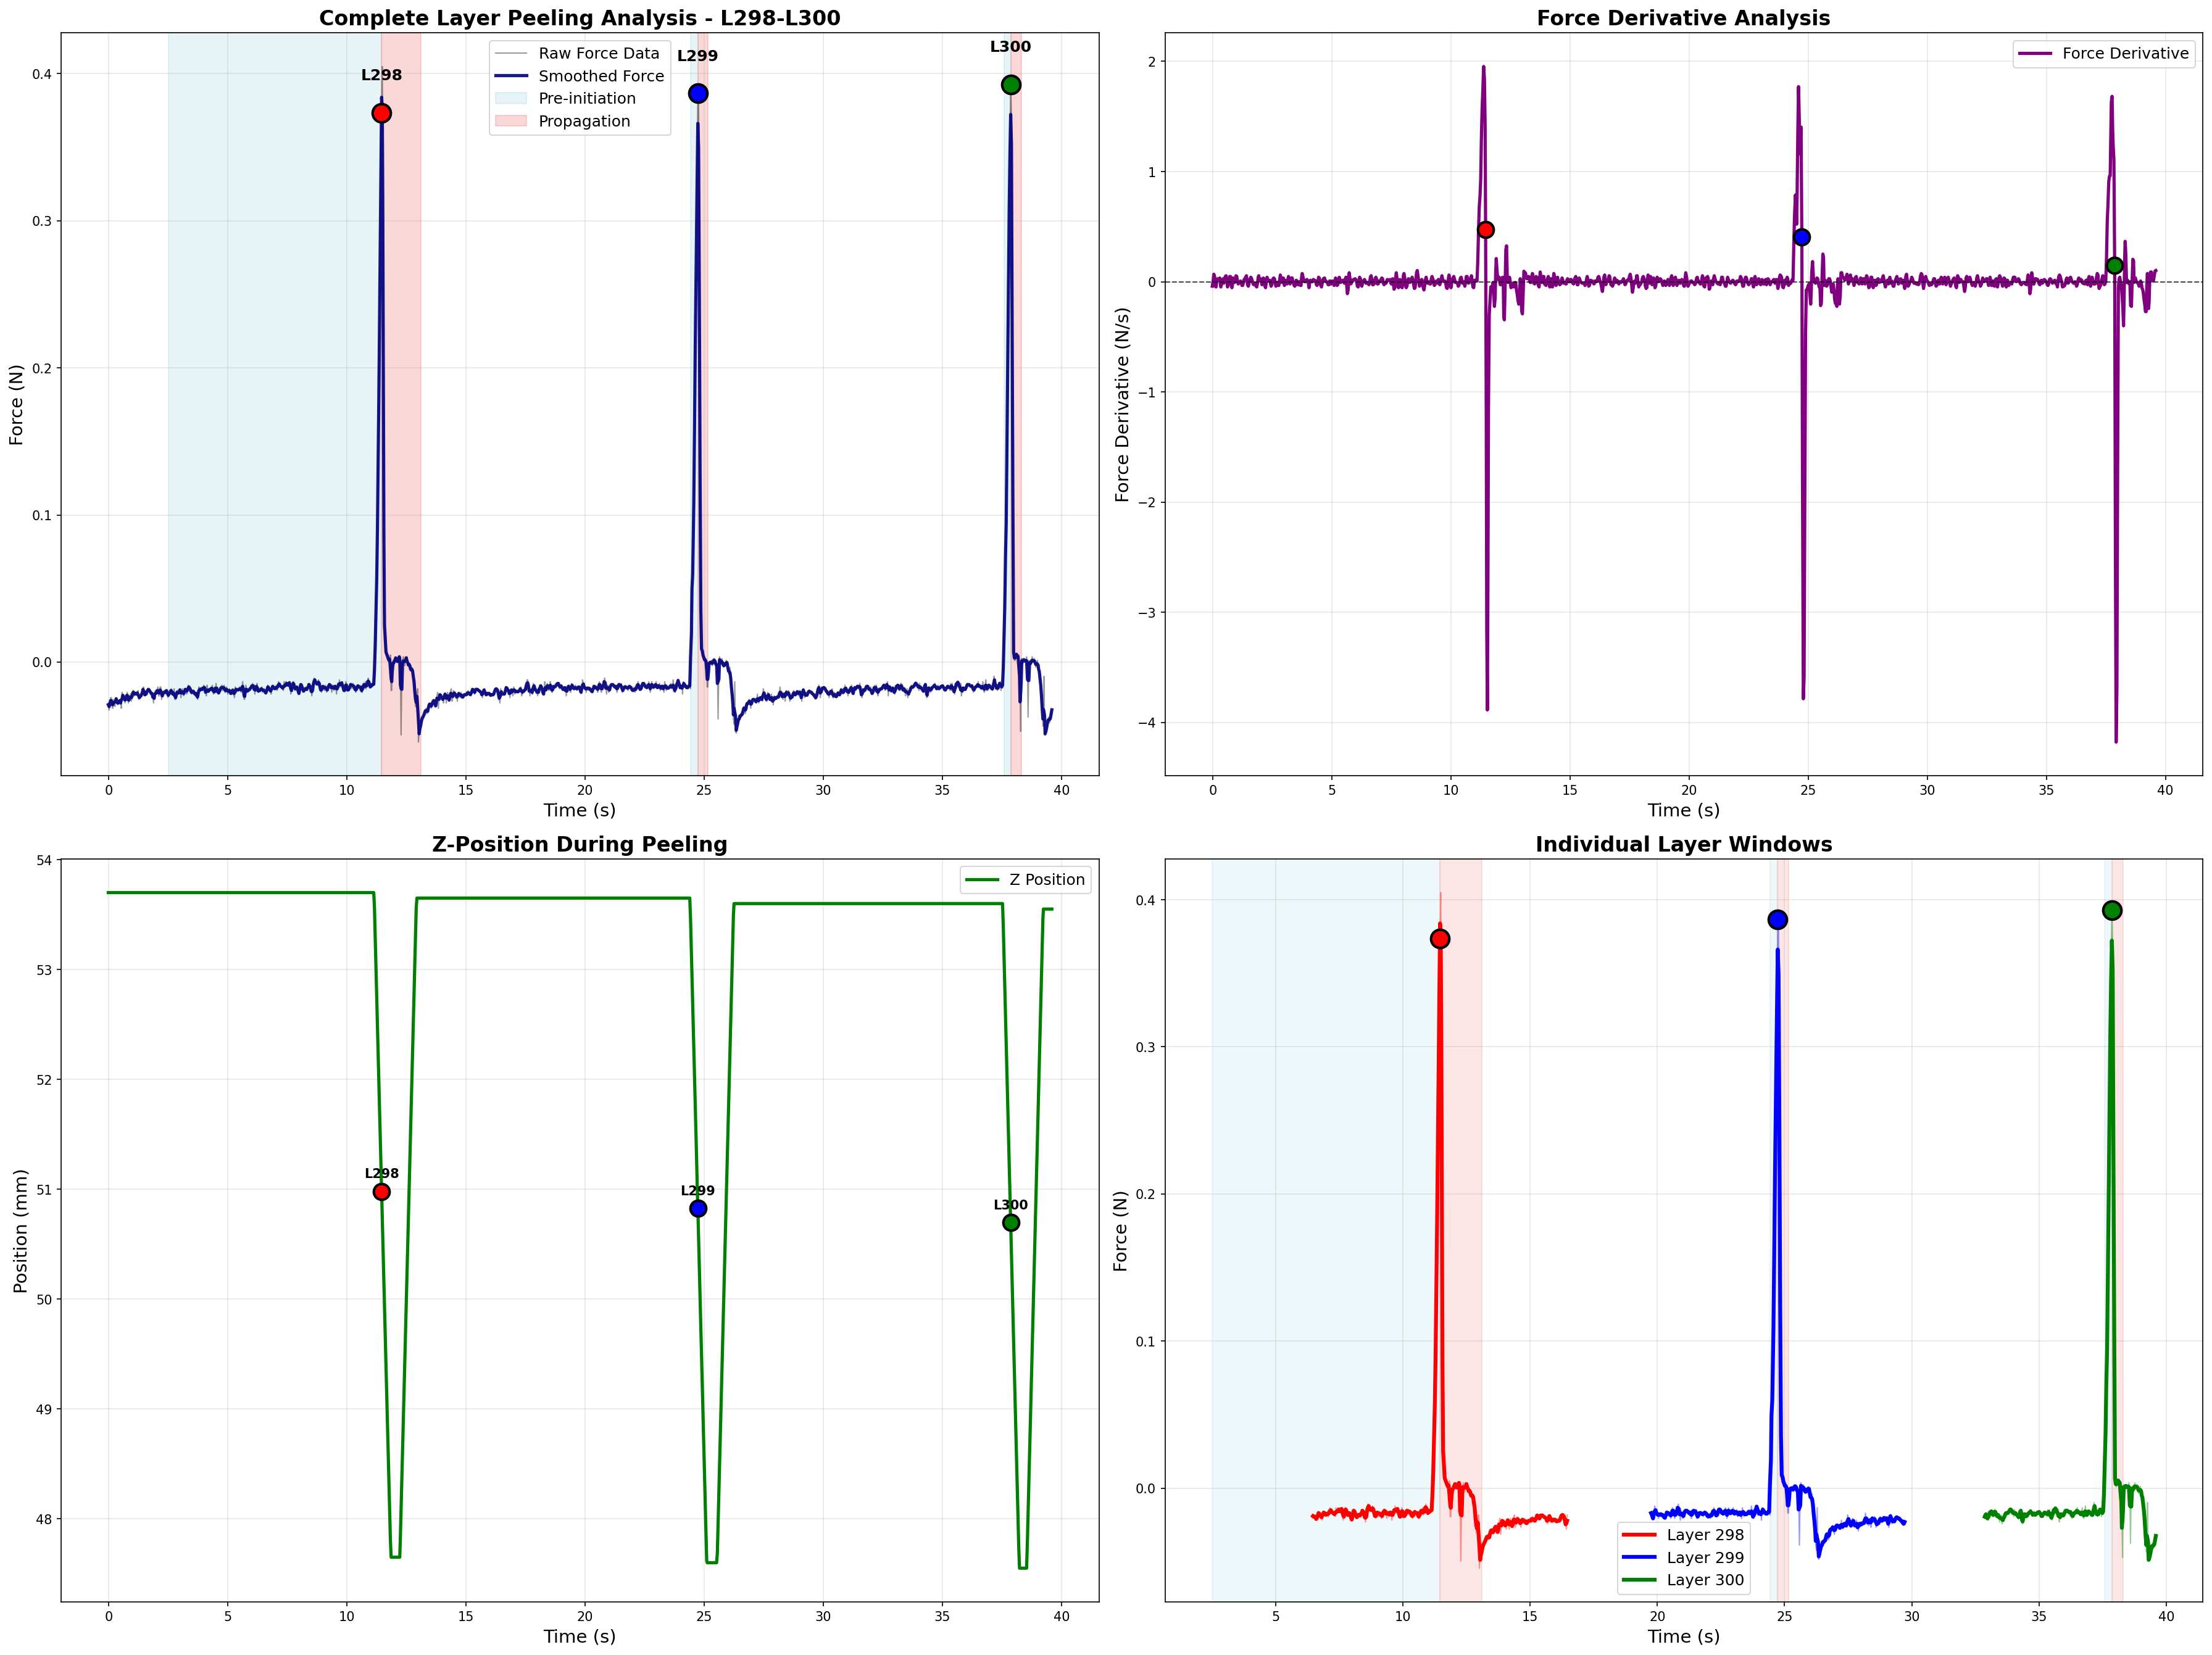 Complete Layer Peeling Analysis - L298-L300
L298
L299
L300
Raw Force Data
Smoothed Force
Pre-initiation
Propagation
0.4
0.3
0.2
0.1
0.0
Force (N)
0 5 10 15 20 25 30 35 40
Time (s)
Force Derivative Analysis
Force Derivative
2
1
0
−1
−2
−3
−4
Force Derivative (N/s)
0 5 10 15 20 25 30 35 40
Time (s)
Z-Position During Peeling
Z Position
54
53
52
51
50
49
48
L298
L299
L300
Position (mm)
0 5 10 15 20 25 30 35 40
Time (s)
Individual Layer Windows
0.4
0.3
0.2
0.1
0.0
Force (N)
Layer 298
Layer 299
Layer 300
5 10 15 20 25 30 35 40
Time (s)